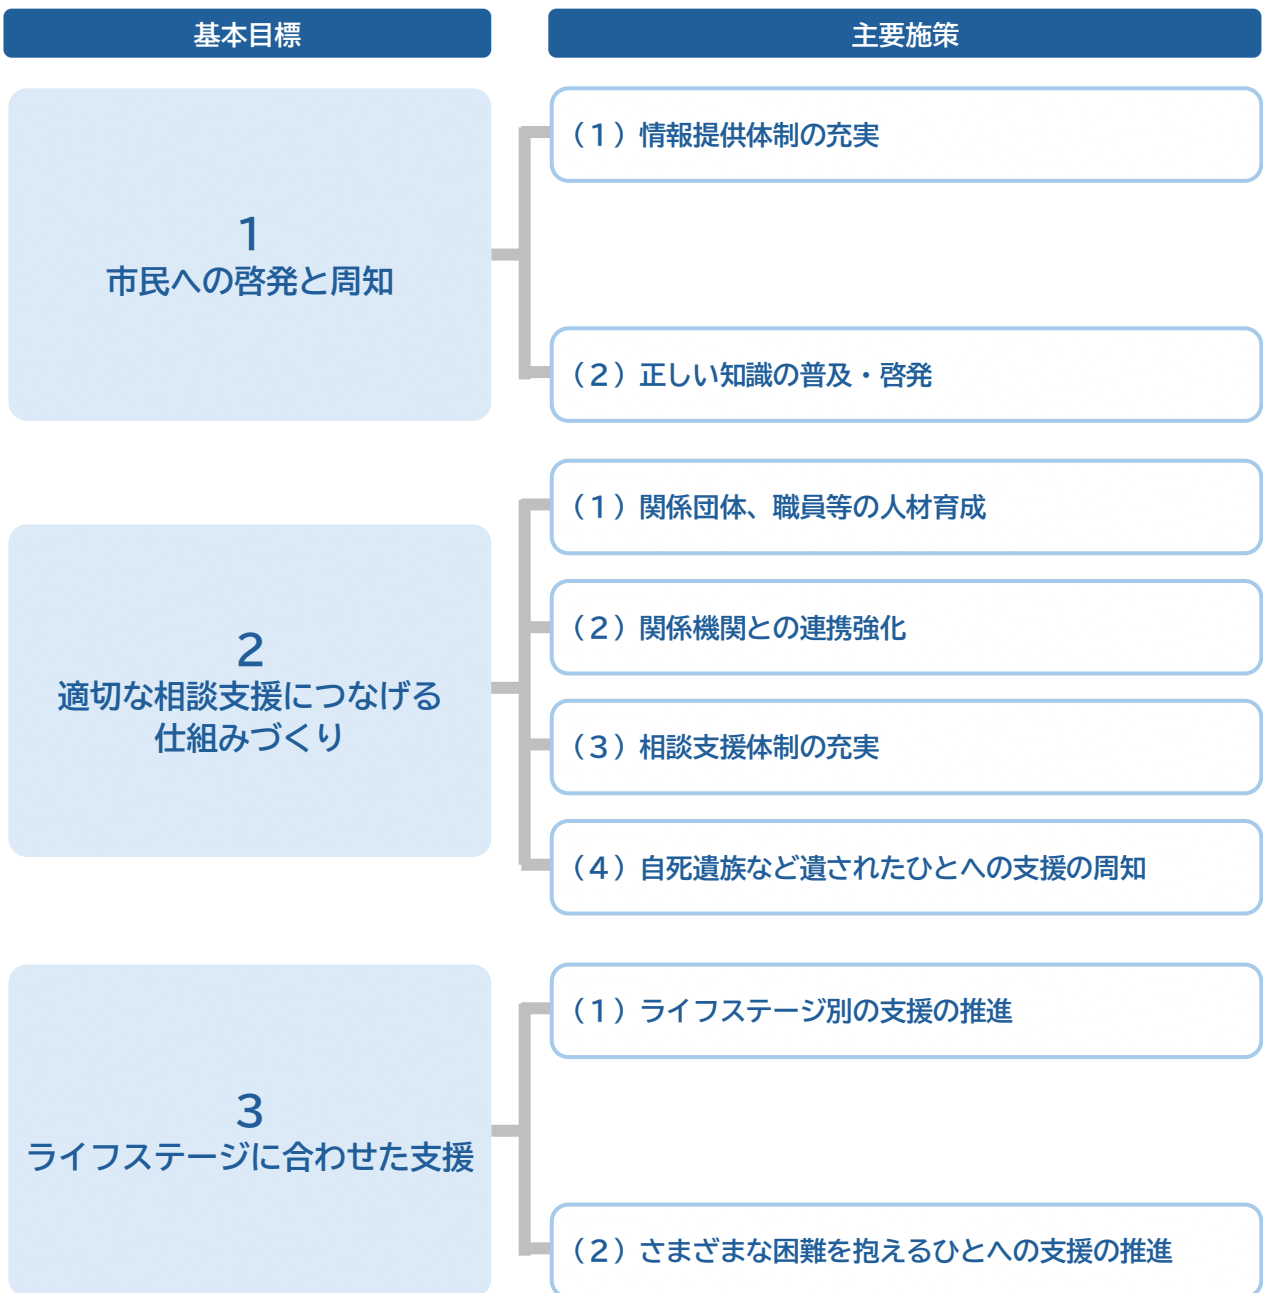 基本目標
主要施策
1
市民への啓発と周知
（1）情報提供体制の充実
（2）正しい知識の普及・啓発
2
適切な相談支援につなげる
仕組みづくり
（1）関係団体、職員等の人材育成
（2）関係機関との連携強化
（3）相談支援体制の充実
（4）自死遺族など遺されたひとへの支援の周知
3
ライフステージに合わせた支援
（1）ライフステージ別の支援の推進
（2）さまざまな困難を抱えるひとへの支援の推進